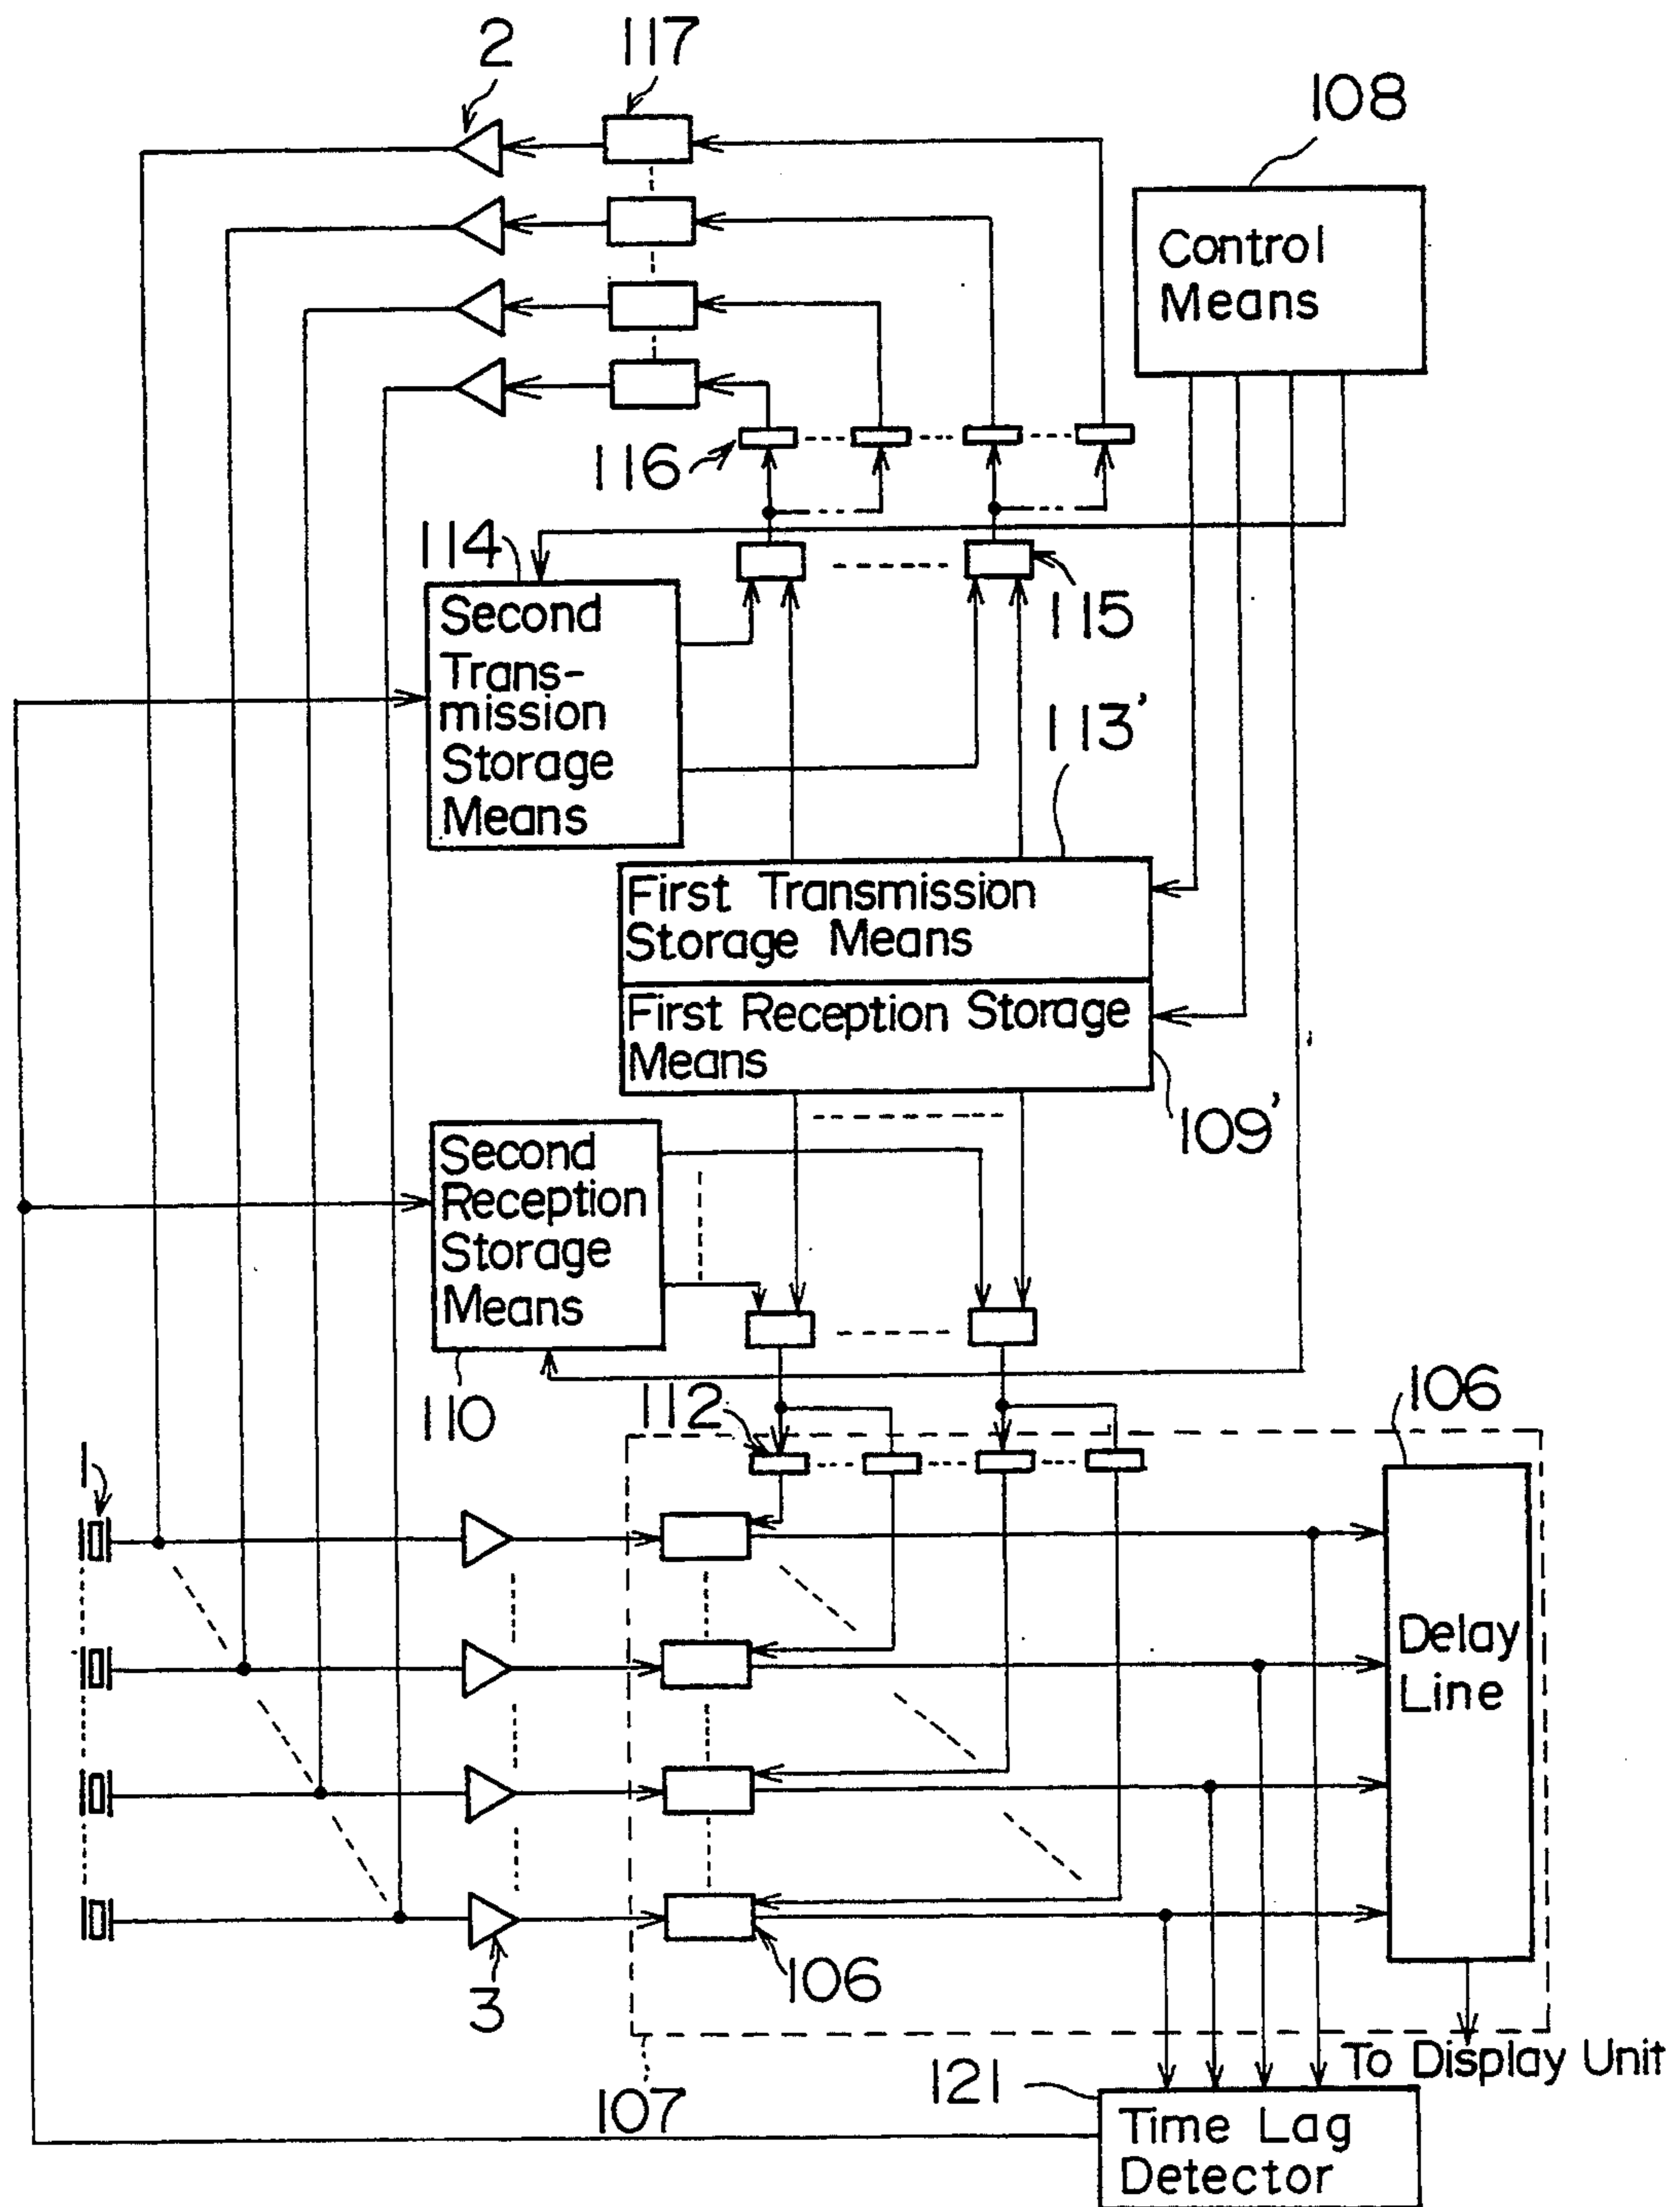 2
117
108
Control
Means
116
114
Second
Trans-
mission
Storage
Means
115
113'
First Transmission
Storage Means
First Reception Storage
Means
109'
Second
Reception
Storage
Means
110
112
106
1
Delay
Line
3
106
107
To Display Unit
121
Time Lag
Detector